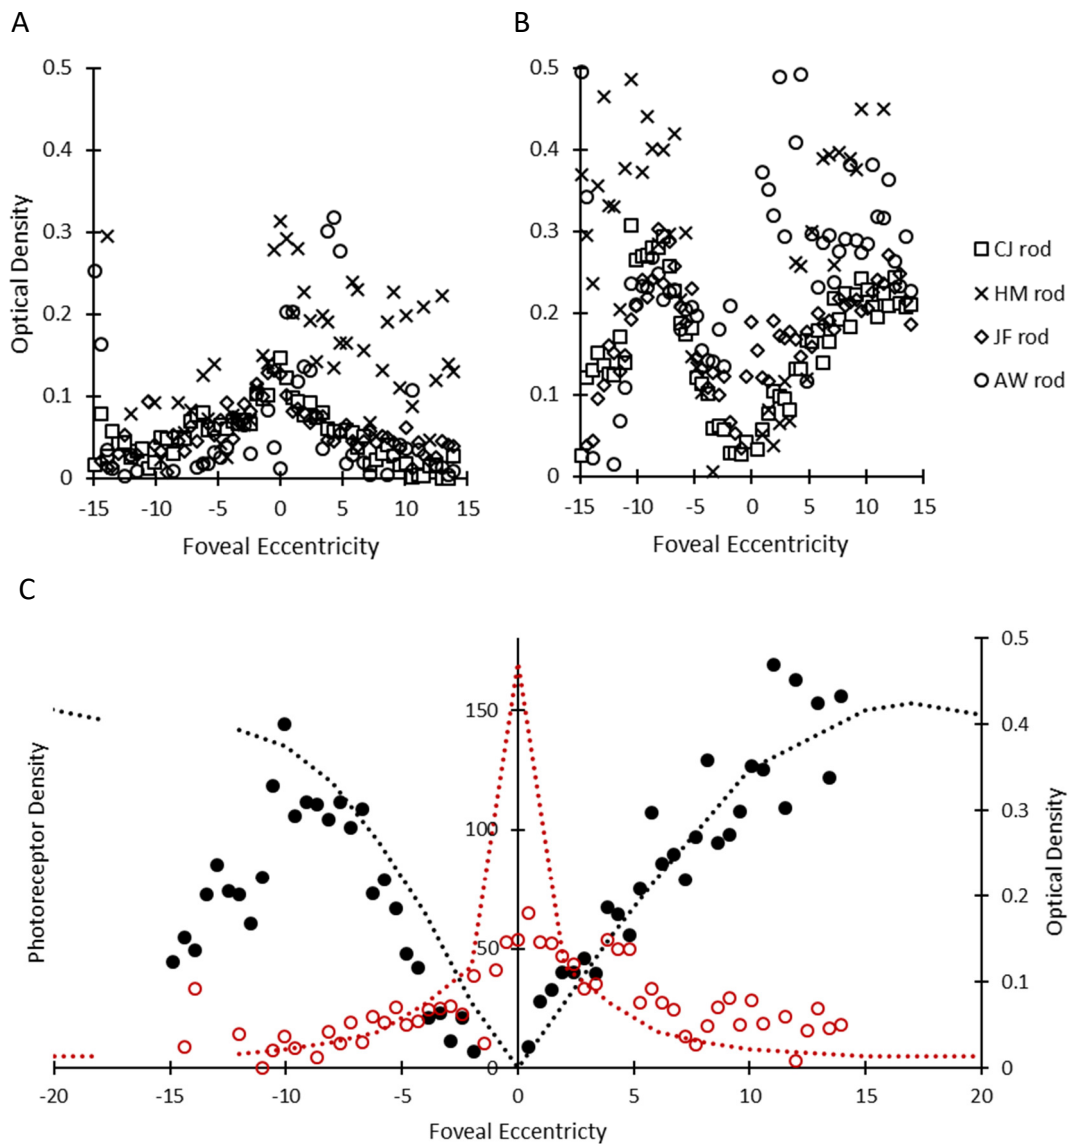 A
B
0.5
0.4
0.3
0.2
0.1
0
Optical Density
-15 -10 -5 0 5 10 15
Foveal Eccentricity
0.5
0.4
0.3
0.2
0.1
0
-15 -10 -5 0 5 10 15
Foveal Eccentricity
CJ rod
HM rod
JF rod
AW rod
C
Photoreceptor Density
150
100
50
0
0.5
0.4
0.3
0.2
0.1
0
Optical Density
-20 -15 -10 -5 0 5 10 15 20
Foveal Eccentricty